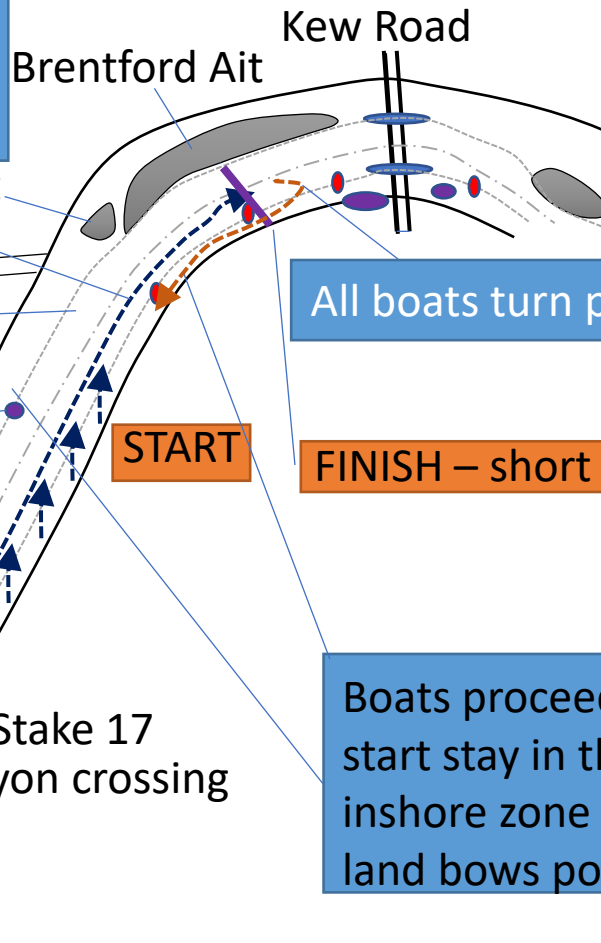 Kew Road
Brentford Ait
All boats turn p
START
FINISH – short
Boats proceed
start stay in th
inshore zone
land bows po
Stake 17
yon crossing